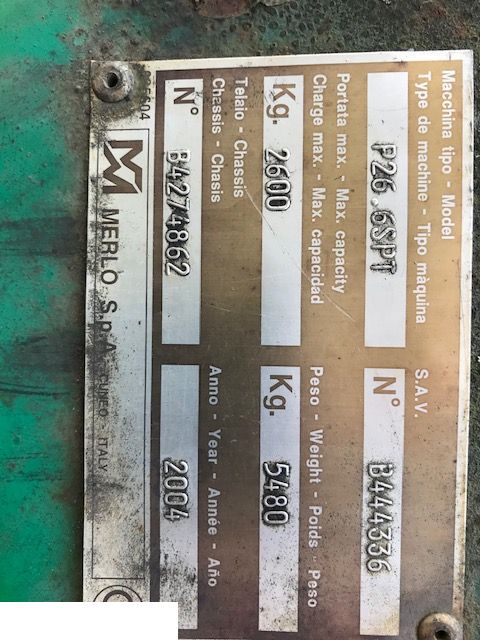 Macchina tipo - Model
Type de machine - Tipo máquina
P26.6SPT
S.A.V.
N° B444336
Portata max. - Max. capacity
Charge max. - Max. capacidad
Kg. 2600
Peso - Weight - Poids - Peso
Kg. 5480
Telaio - Chassis
Chassis - Chasis
N° B4274862
Anno - Year - Année - Año
2004
MERLO S.p.A. CUNEO - ITALY